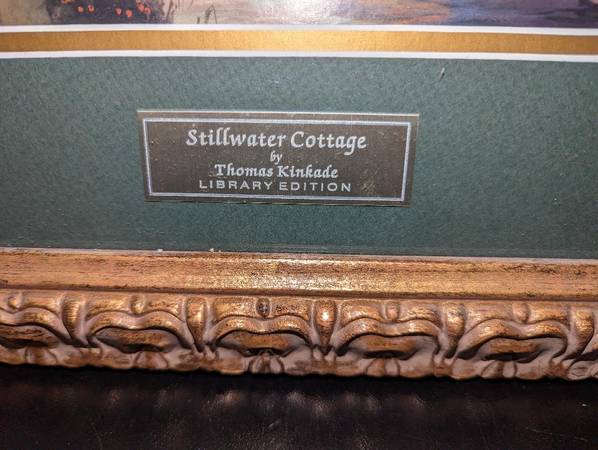 Stillwater Cottage
by
Thomas Kinkade
LIBRARY EDITION